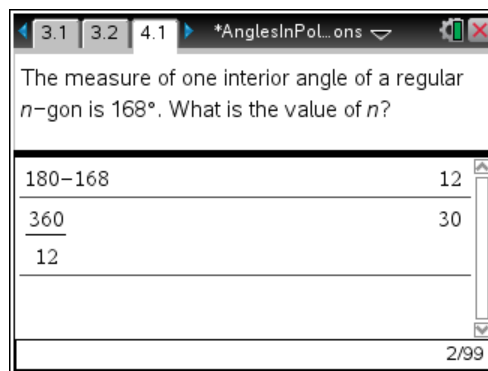 3.1 3.2 4.1 *AnglesInPol...ons
The measure of one interior angle of a regular
n-gon is 168°. What is the value of n?
180-168 12
360 30
12
2/99